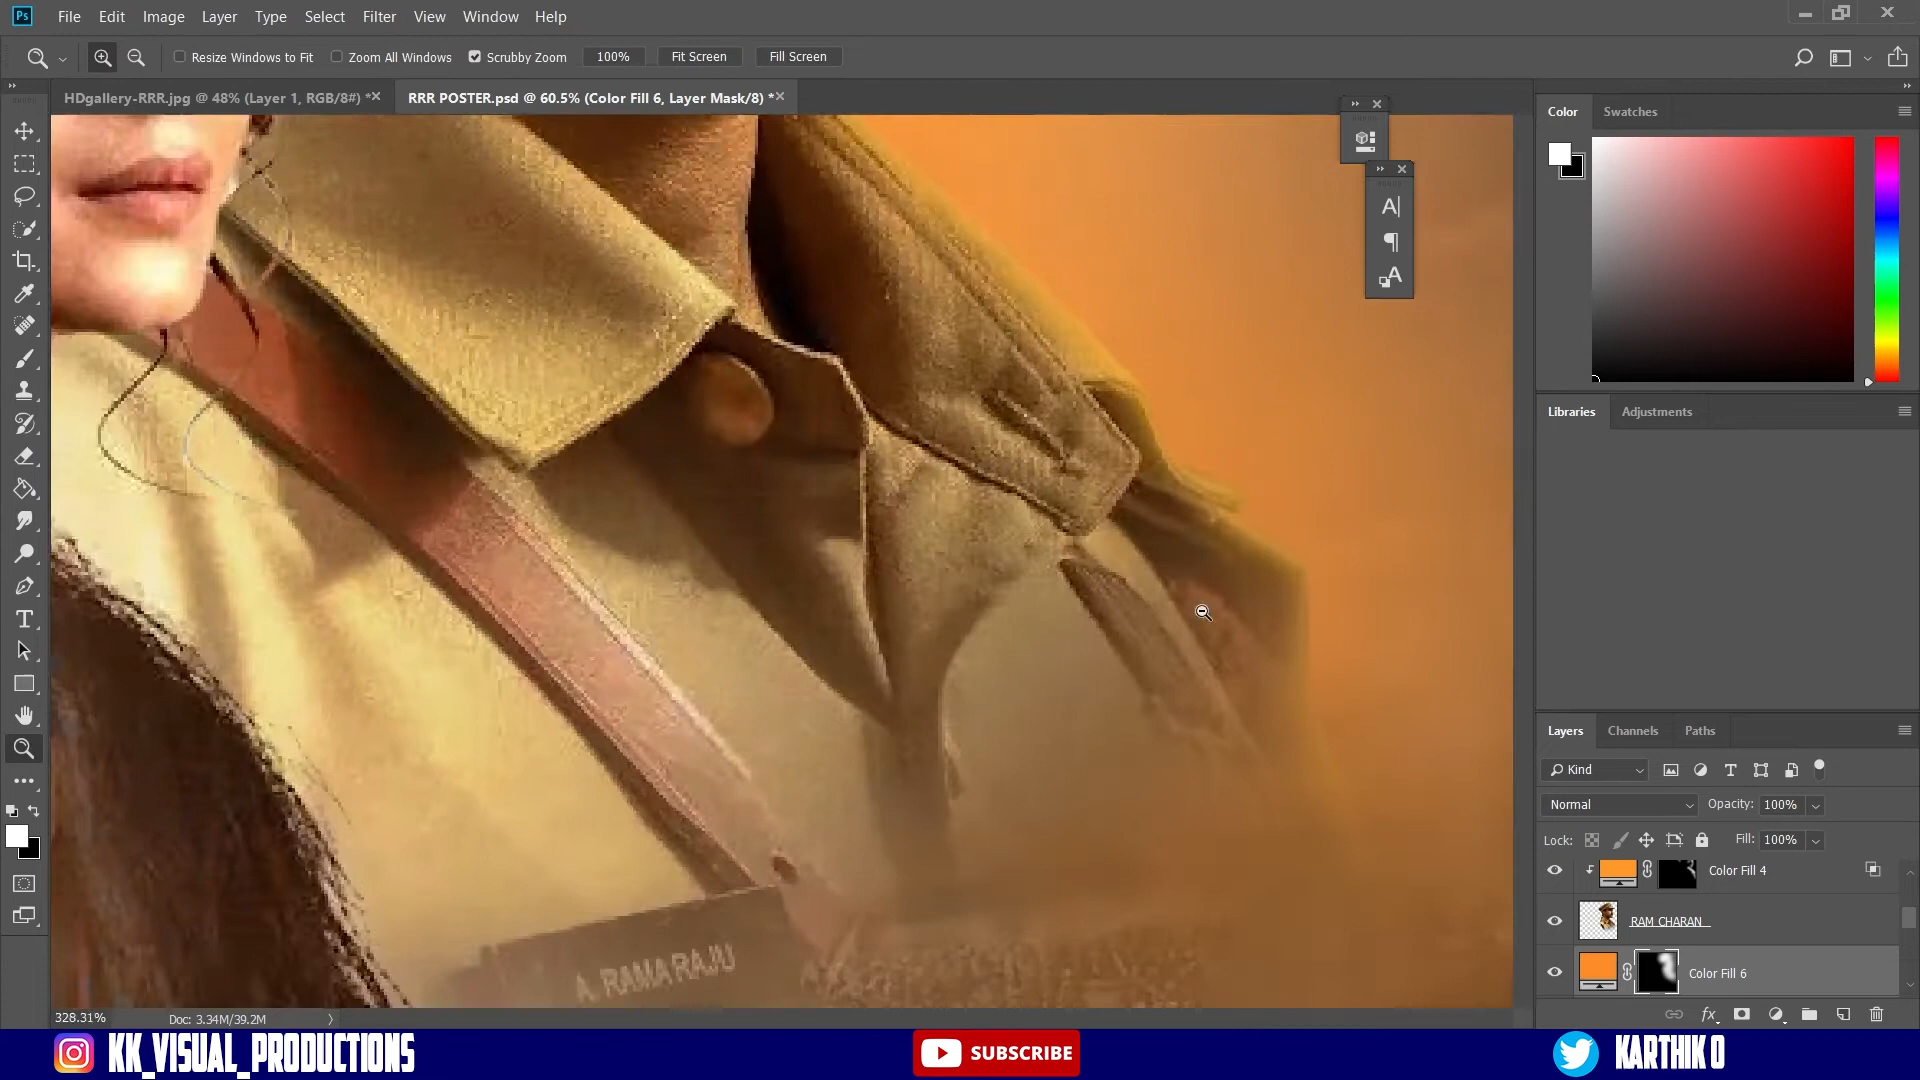 Ps File Edit Image Layer Type Select Filter View Window Help
Resize Windows to Fit Zoom All Windows Scrubby Zoom 100% Fit Screen Fill Screen
HDgallery-RRR.jpg @ 48% (Layer 1, RGB/8#) * RRR POSTER.psd @ 60.5% (Color Fill 6, Layer Mask/8) *
Color Swatches
Libraries Adjustments
Layers Channels Paths
Kind
Normal Opacity: 100%
Lock: Fill: 100%
Color Fill 4
RAM CHARAN
Color Fill 6
A. RAMA RAJU
328.31% Doc: 3.34M/39.2M
KK_VISUAL_PRODUCTIONS SUBSCRIBE KARTHIK O